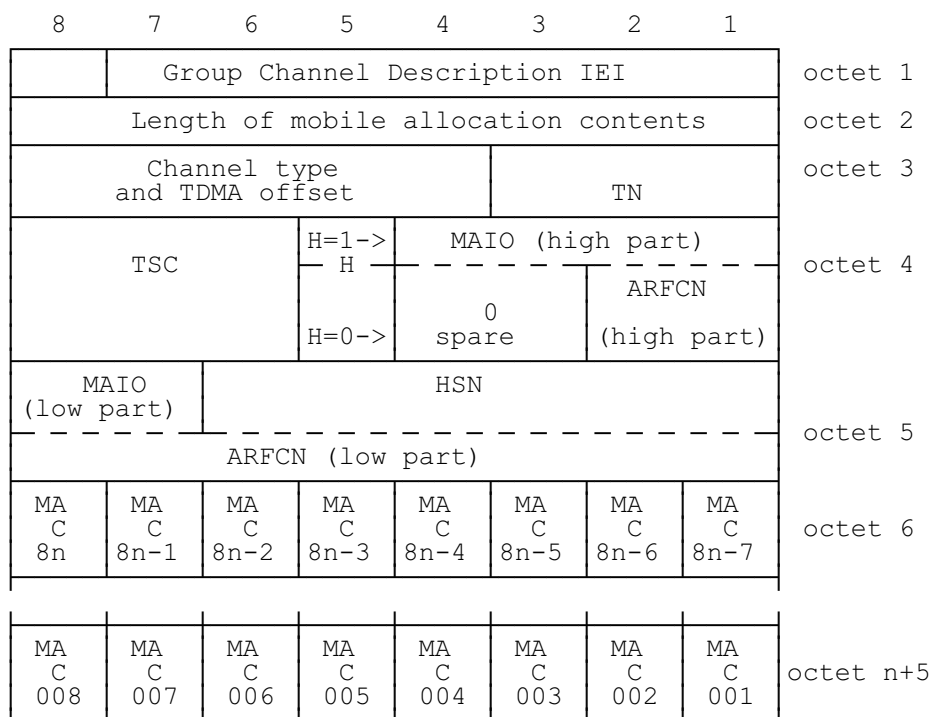 8 7 6 5 4 3 2 1
Group Channel Description IEI octet 1
Length of mobile allocation contents octet 2
Channel type octet 3
and TDMA offset TN
H=1-> MAIO (high part)
TSC H octet 4
ARFCN
0
H=0-> spare (high part)
MAIO HSN
(low part)
octet 5
ARFCN (low part)
MA MA MA MA MA MA MA MA
C C C C C C C C octet 6
8n 8n-1 8n-2 8n-3 8n-4 8n-5 8n-6 8n-7
MA MA MA MA MA MA MA MA
C C C C C C C C octet n+5
008 007 006 005 004 003 002 001